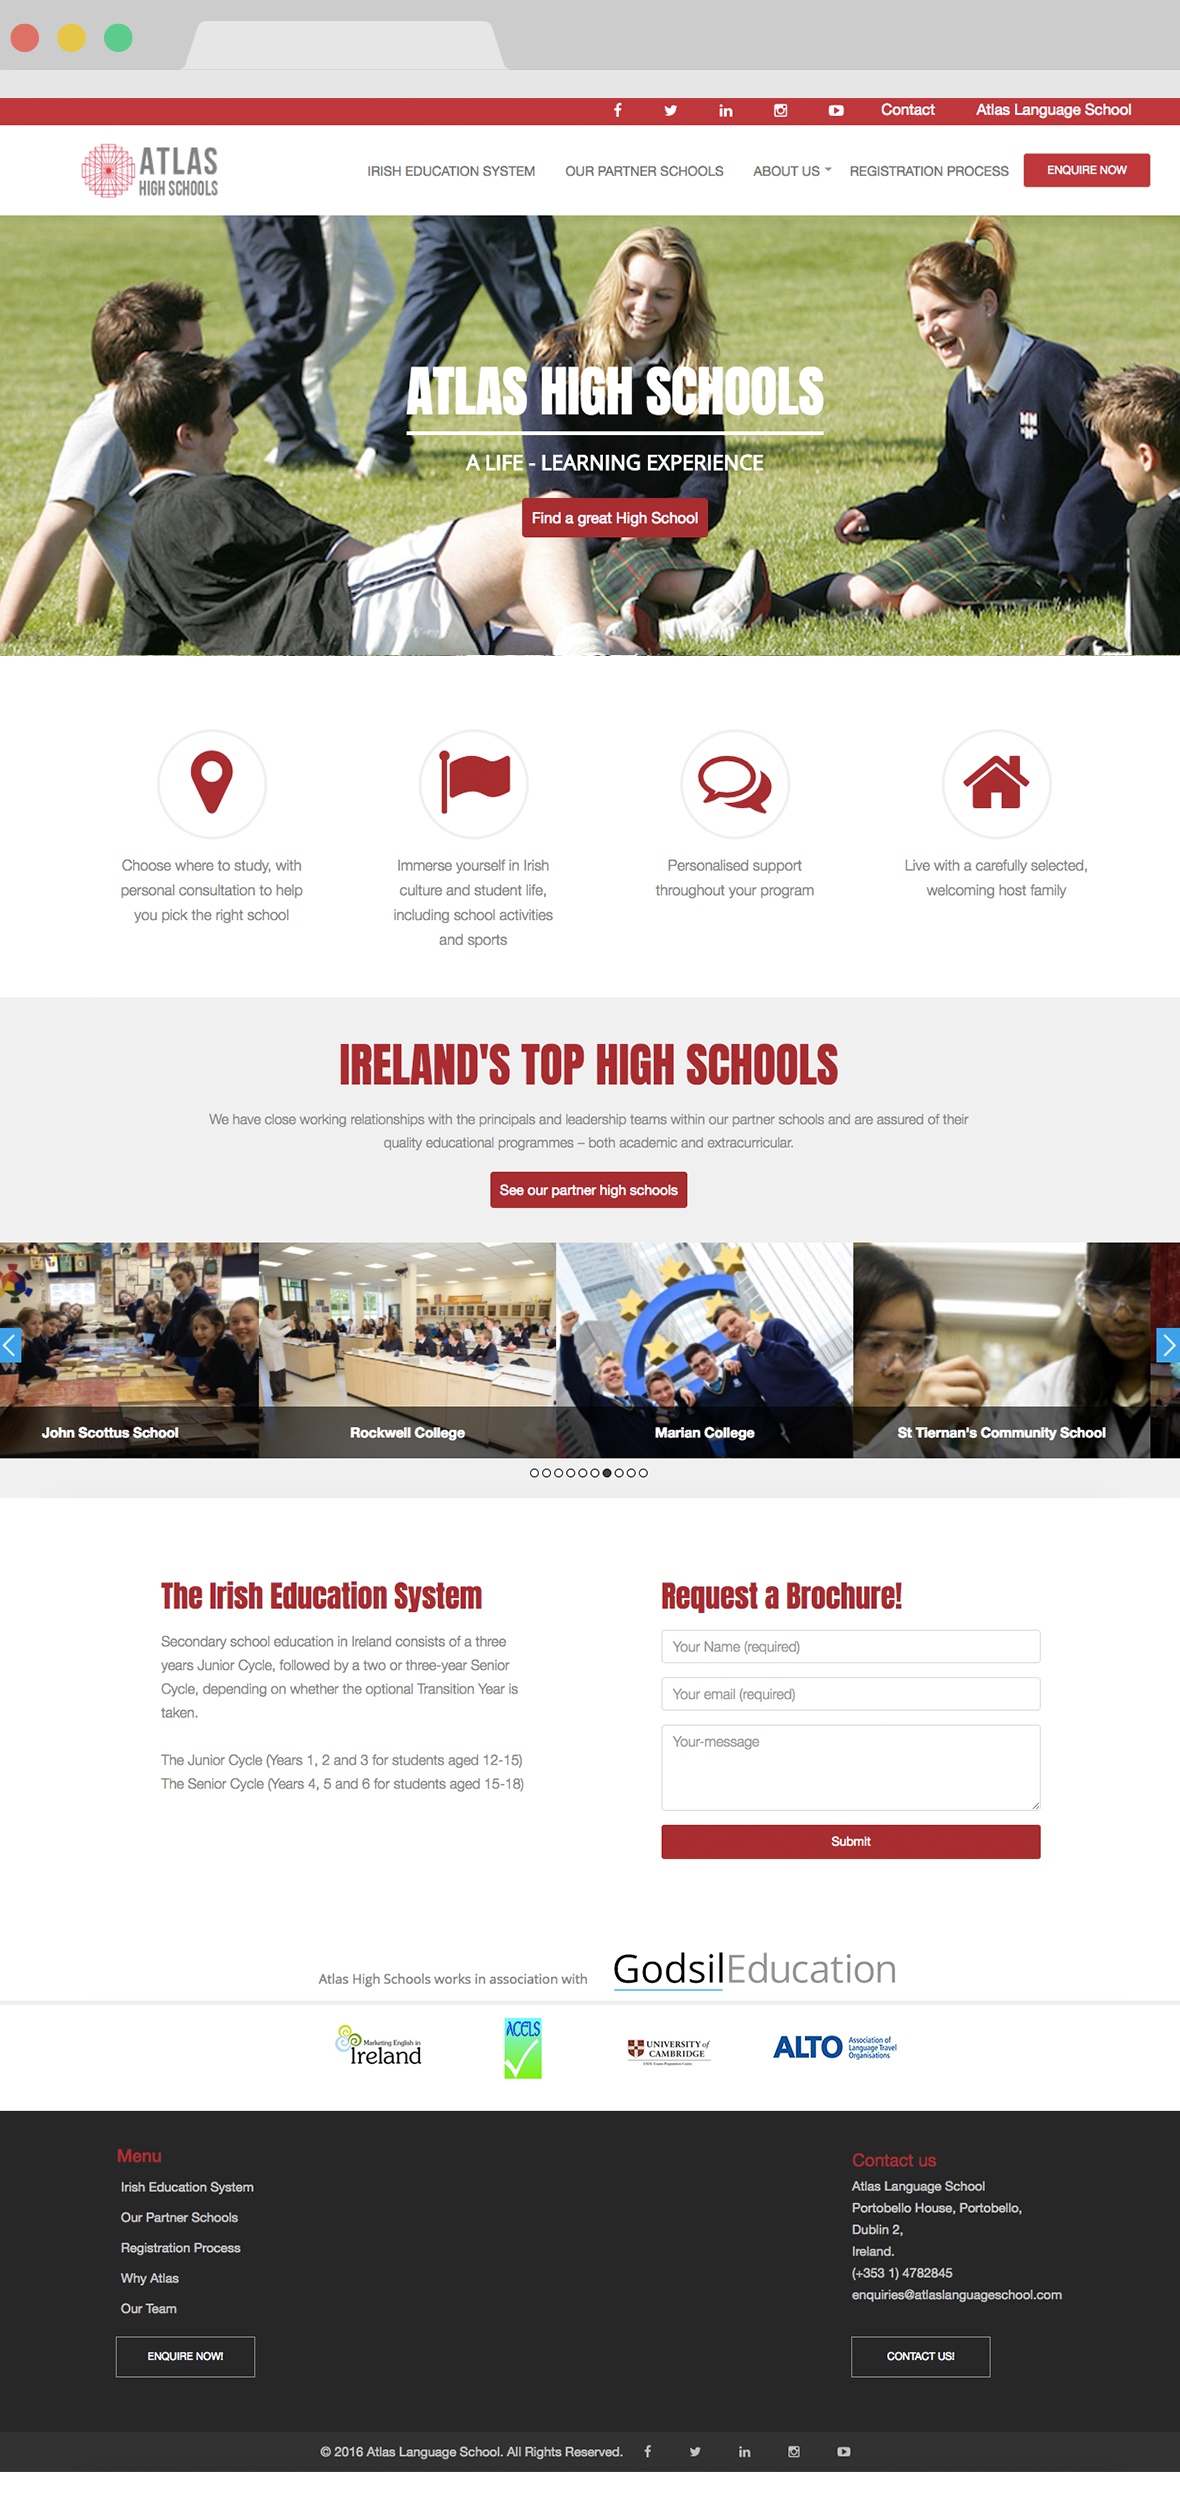 Contact Atlas Language School
ATLAS
HIGH SCHOOLS
IRISH EDUCATION SYSTEM OUR PARTNER SCHOOLS ABOUT US REGISTRATION PROCESS ENQUIRE NOW
ATLAS HIGH SCHOOLS
A LIFE - LEARNING EXPERIENCE
Find a great High School
Choose where to study, with
personal consultation to help
you pick the right school
Immerse yourself in Irish
culture and student life,
including school activities
and sports
Personalised support
throughout your program
Live with a carefully selected,
welcoming host family
IRELAND'S TOP HIGH SCHOOLS
We have close working relationships with the principals and leadership teams within our partner schools and are assured of their
quality educational programmes – both academic and extracurricular.
See our partner high schools
John Scottus School
Rockwell College
Marian College
St Tiernan's Community School
The Irish Education System
Secondary school education in Ireland consists of a three
years Junior Cycle, followed by a two or three-year Senior
Cycle, depending on whether the optional Transition Year is
taken.
The Junior Cycle (Years 1, 2 and 3 for students aged 12-15)
The Senior Cycle (Years 4, 5 and 6 for students aged 15-18)
Request a Brochure!
Your Name (required)
Your email (required)
Your-message
Submit
Atlas High Schools works in association with GodsilEducation
Marketing English in
Ireland
ACELS
UNIVERSITY of
CAMBRIDGE
ALTO
Association of
Language Travel
Organisations
Menu
Irish Education System
Our Partner Schools
Registration Process
Why Atlas
Our Team
ENQUIRE NOW!
Contact us
Atlas Language School
Portobello House, Portobello,
Dublin 2,
Ireland.
(+353 1) 4782845
enquiries@atlaslanguageschool.com
CONTACT US!
© 2016 Atlas Language School. All Rights Reserved.